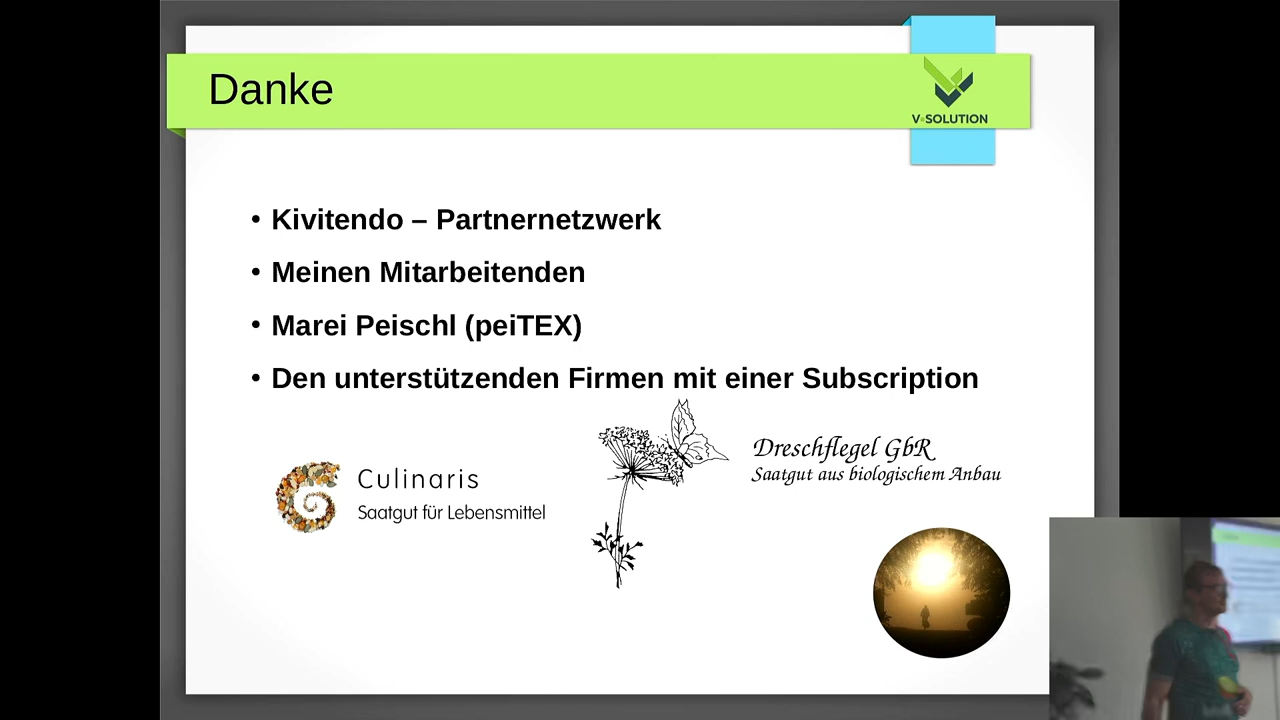 Danke
V-SOLUTION
• Kivitendo – Partnernetzwerk
• Meinen Mitarbeitenden
• Marei Peischl (peiTEX)
• Den unterstützenden Firmen mit einer Subscription
Culinaris
Saatgut für Lebensmittel
Dreschflegel GbR
Saatgut aus biologischem Anbau